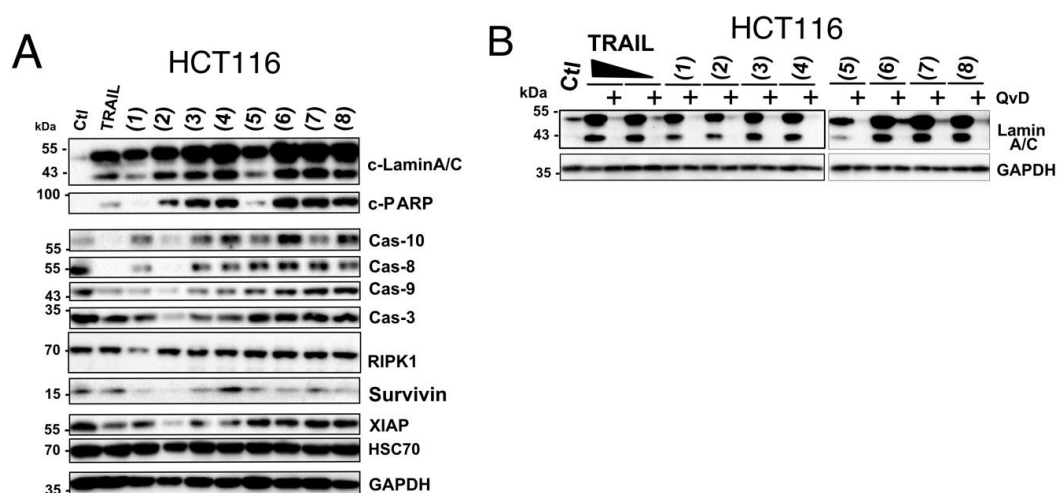 A
HCT116
kDa
Ctl TRAIL (1) (2) (3) (4) (5) (6) (7) (8)
55
43
c-LaminA/C
100
c-PARP
55
Cas-10
55
Cas-8
43
Cas-9
35
Cas-3
70
RIPK1
15
Survivin
55
XIAP
70
HSC70
35
GAPDH
B
HCT116
Ctl TRAIL (1) (2) (3) (4) (5) (6) (7) (8)
kDa
+ + + + + + + + + + QvD
55
43
Lamin
A/C
35
GAPDH